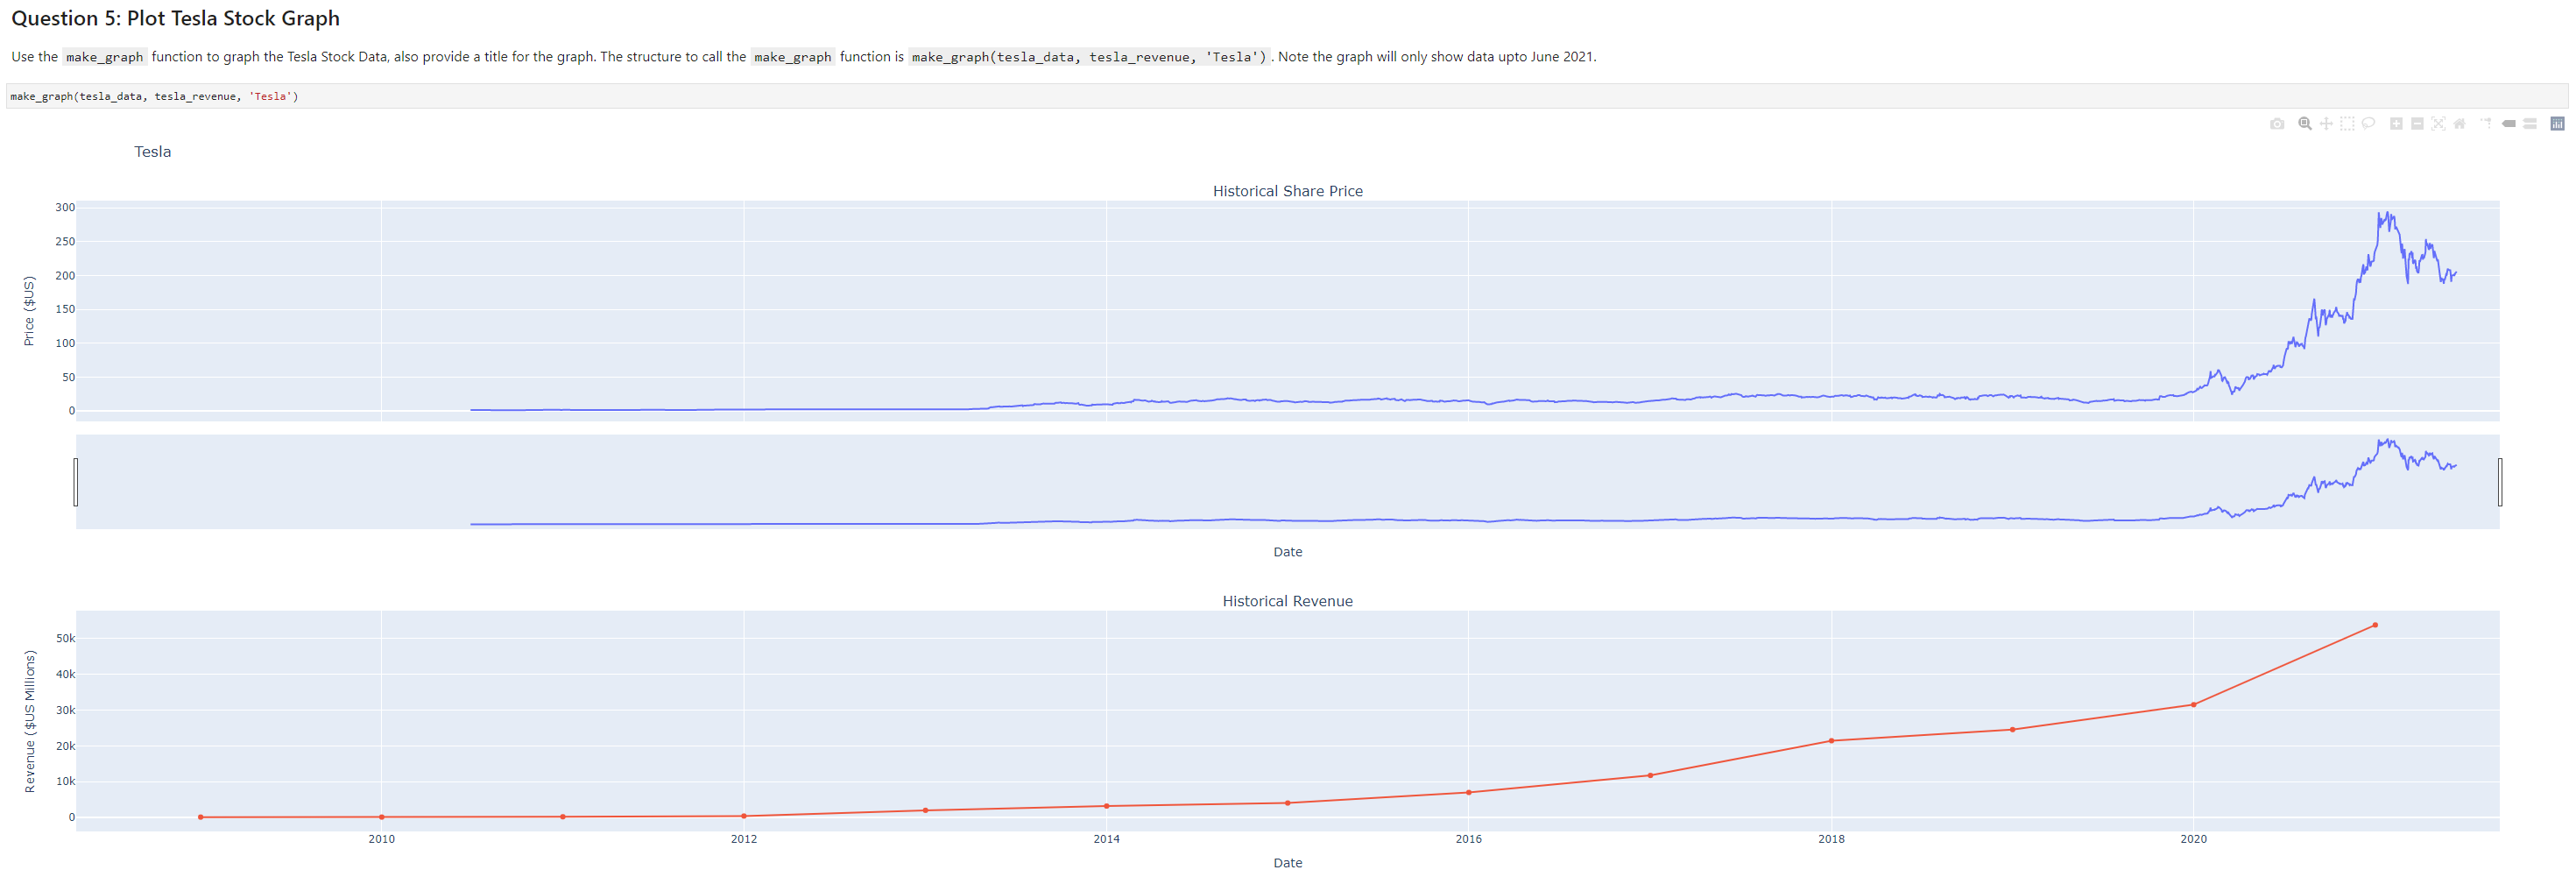 Question 5: Plot Tesla Stock Graph
Use the make_graph function to graph the Tesla Stock Data, also provide a title for the graph. The structure to call the make_graph function is make_graph(tesla_data, tesla_revenue, 'Tesla') . Note the graph will only show data upto June 2021.
make_graph(tesla_data, tesla_revenue, 'Tesla')
Tesla
Historical Share Price
300
250
200
150
100
50
0
Price ($US)
Date
Historical Revenue
50k
40k
30k
20k
10k
0
Revenue ($US Millions)
2010 2012 2014 2016 2018 2020
Date